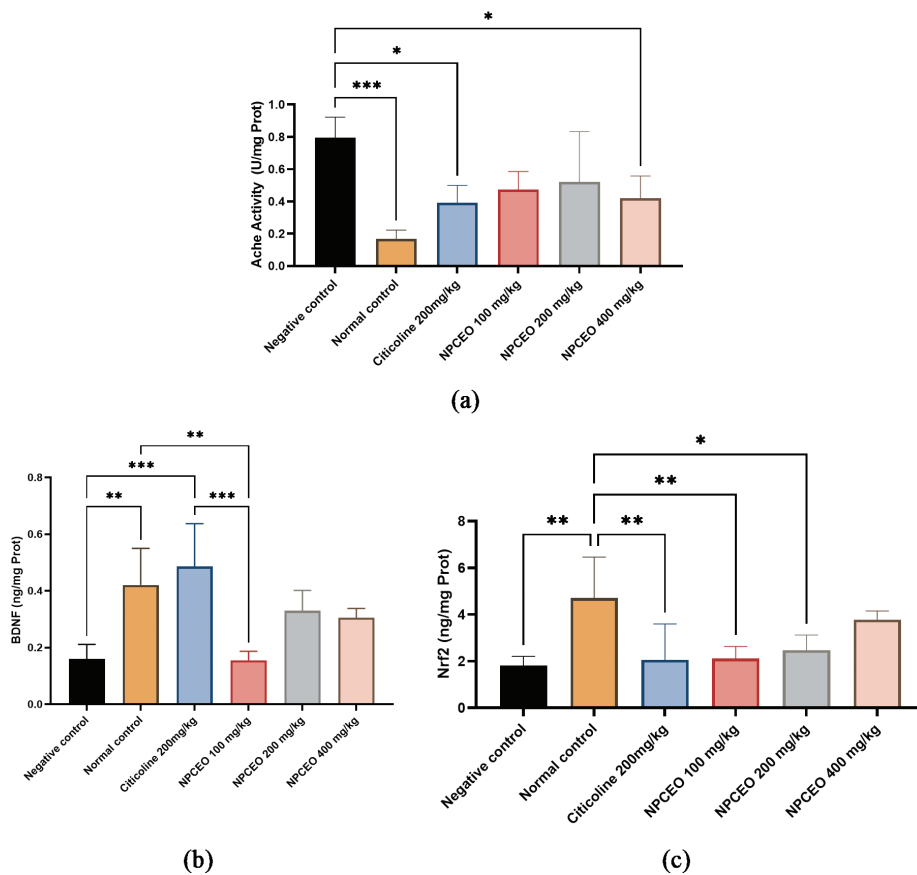 *
*
***
Ache Activity (U/mg Prot)
1.0
0.8
0.6
0.4
0.2
0.0
Negative control
Normal control
Citicoline 200mg/kg
NPCEO 100 mg/kg
NPCEO 200 mg/kg
NPCEO 400 mg/kg
(a)
**
***
** ***
BDNF (ng/mg Prot)
0.8
0.6
0.4
0.2
0.0
Negative control
Normal control
Citicoline 200mg/kg
NPCEO 100 mg/kg
NPCEO 200 mg/kg
NPCEO 400 mg/kg
(b)
*
**
** **
Nrf2 (ng/mg Prot)
8
6
4
2
0
Negative control
Normal control
Citicoline 200mg/kg
NPCEO 100 mg/kg
NPCEO 200 mg/kg
NPCEO 400 mg/kg
(c)